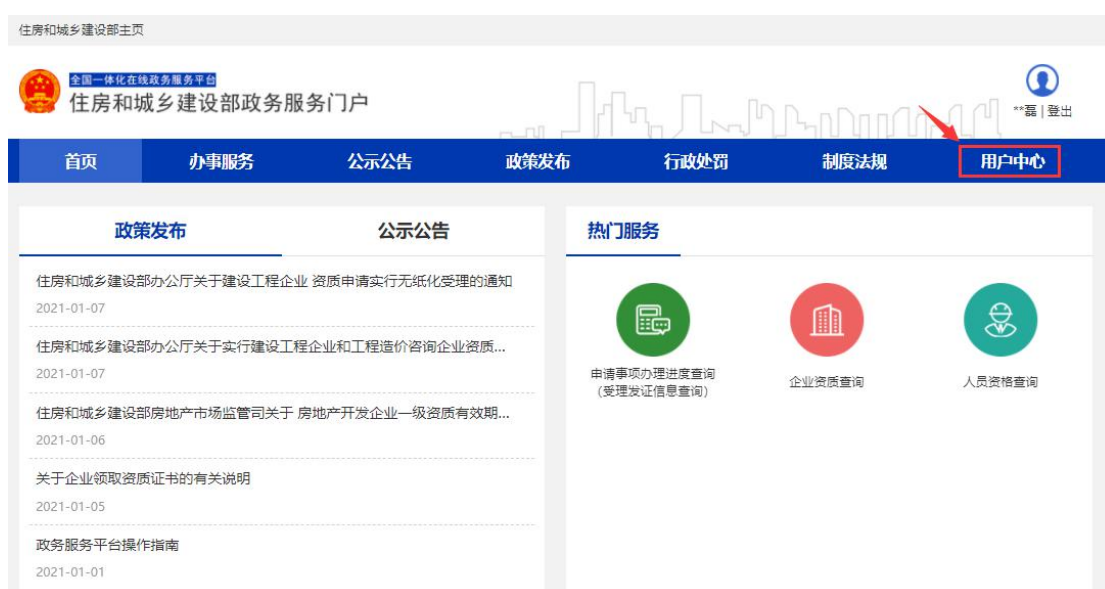 住房和城乡建设部主页
全国一体化在线政务服务平台
住房和城乡建设部政务服务门户
**磊 | 登出
首页 办事服务 公示公告 政策发布 行政处罚 制度法规 用户中心
政策发布 公示公告
住房和城乡建设部办公厅关于建设工程企业 资质申请实行无纸化受理的通知
2021-01-07
住房和城乡建设部办公厅关于实行建设工程企业和工程造价咨询企业资质...
2021-01-07
住房和城乡建设部房地产市场监管司关于 房地产开发企业一级资质有效期...
2021-01-06
关于企业领取资质证书的有关说明
2021-01-05
政务服务平台操作指南
2021-01-01
热门服务
申请事项办理进度查询
(受理发证信息查询)
企业资质查询
人员资格查询